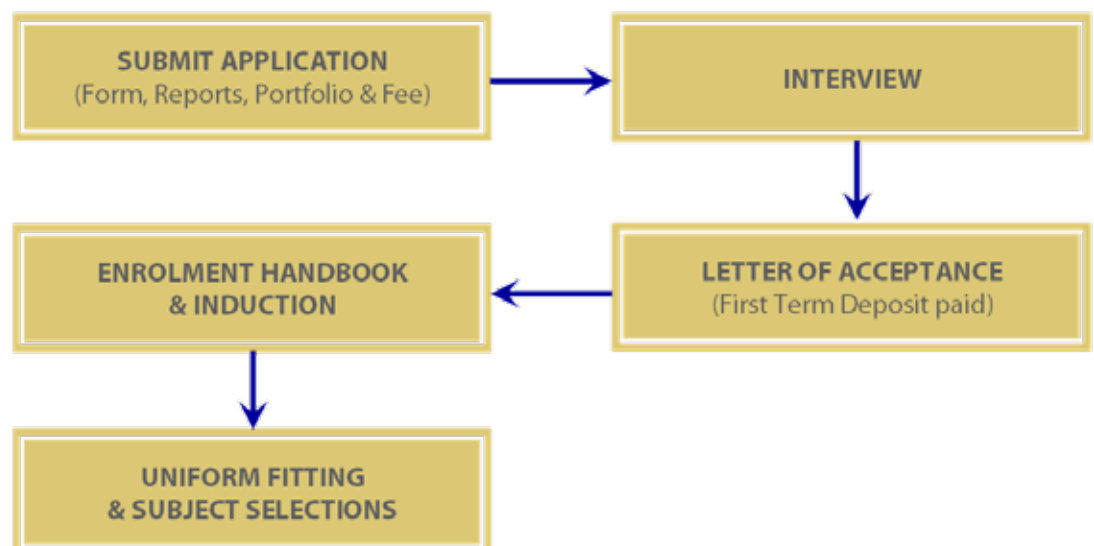 SUBMIT APPLICATION
(Form, Reports, Portfolio & Fee)
INTERVIEW
LETTER OF ACCEPTANCE
(First Term Deposit paid)
ENROLMENT HANDBOOK
& INDUCTION
UNIFORM FITTING
& SUBJECT SELECTIONS